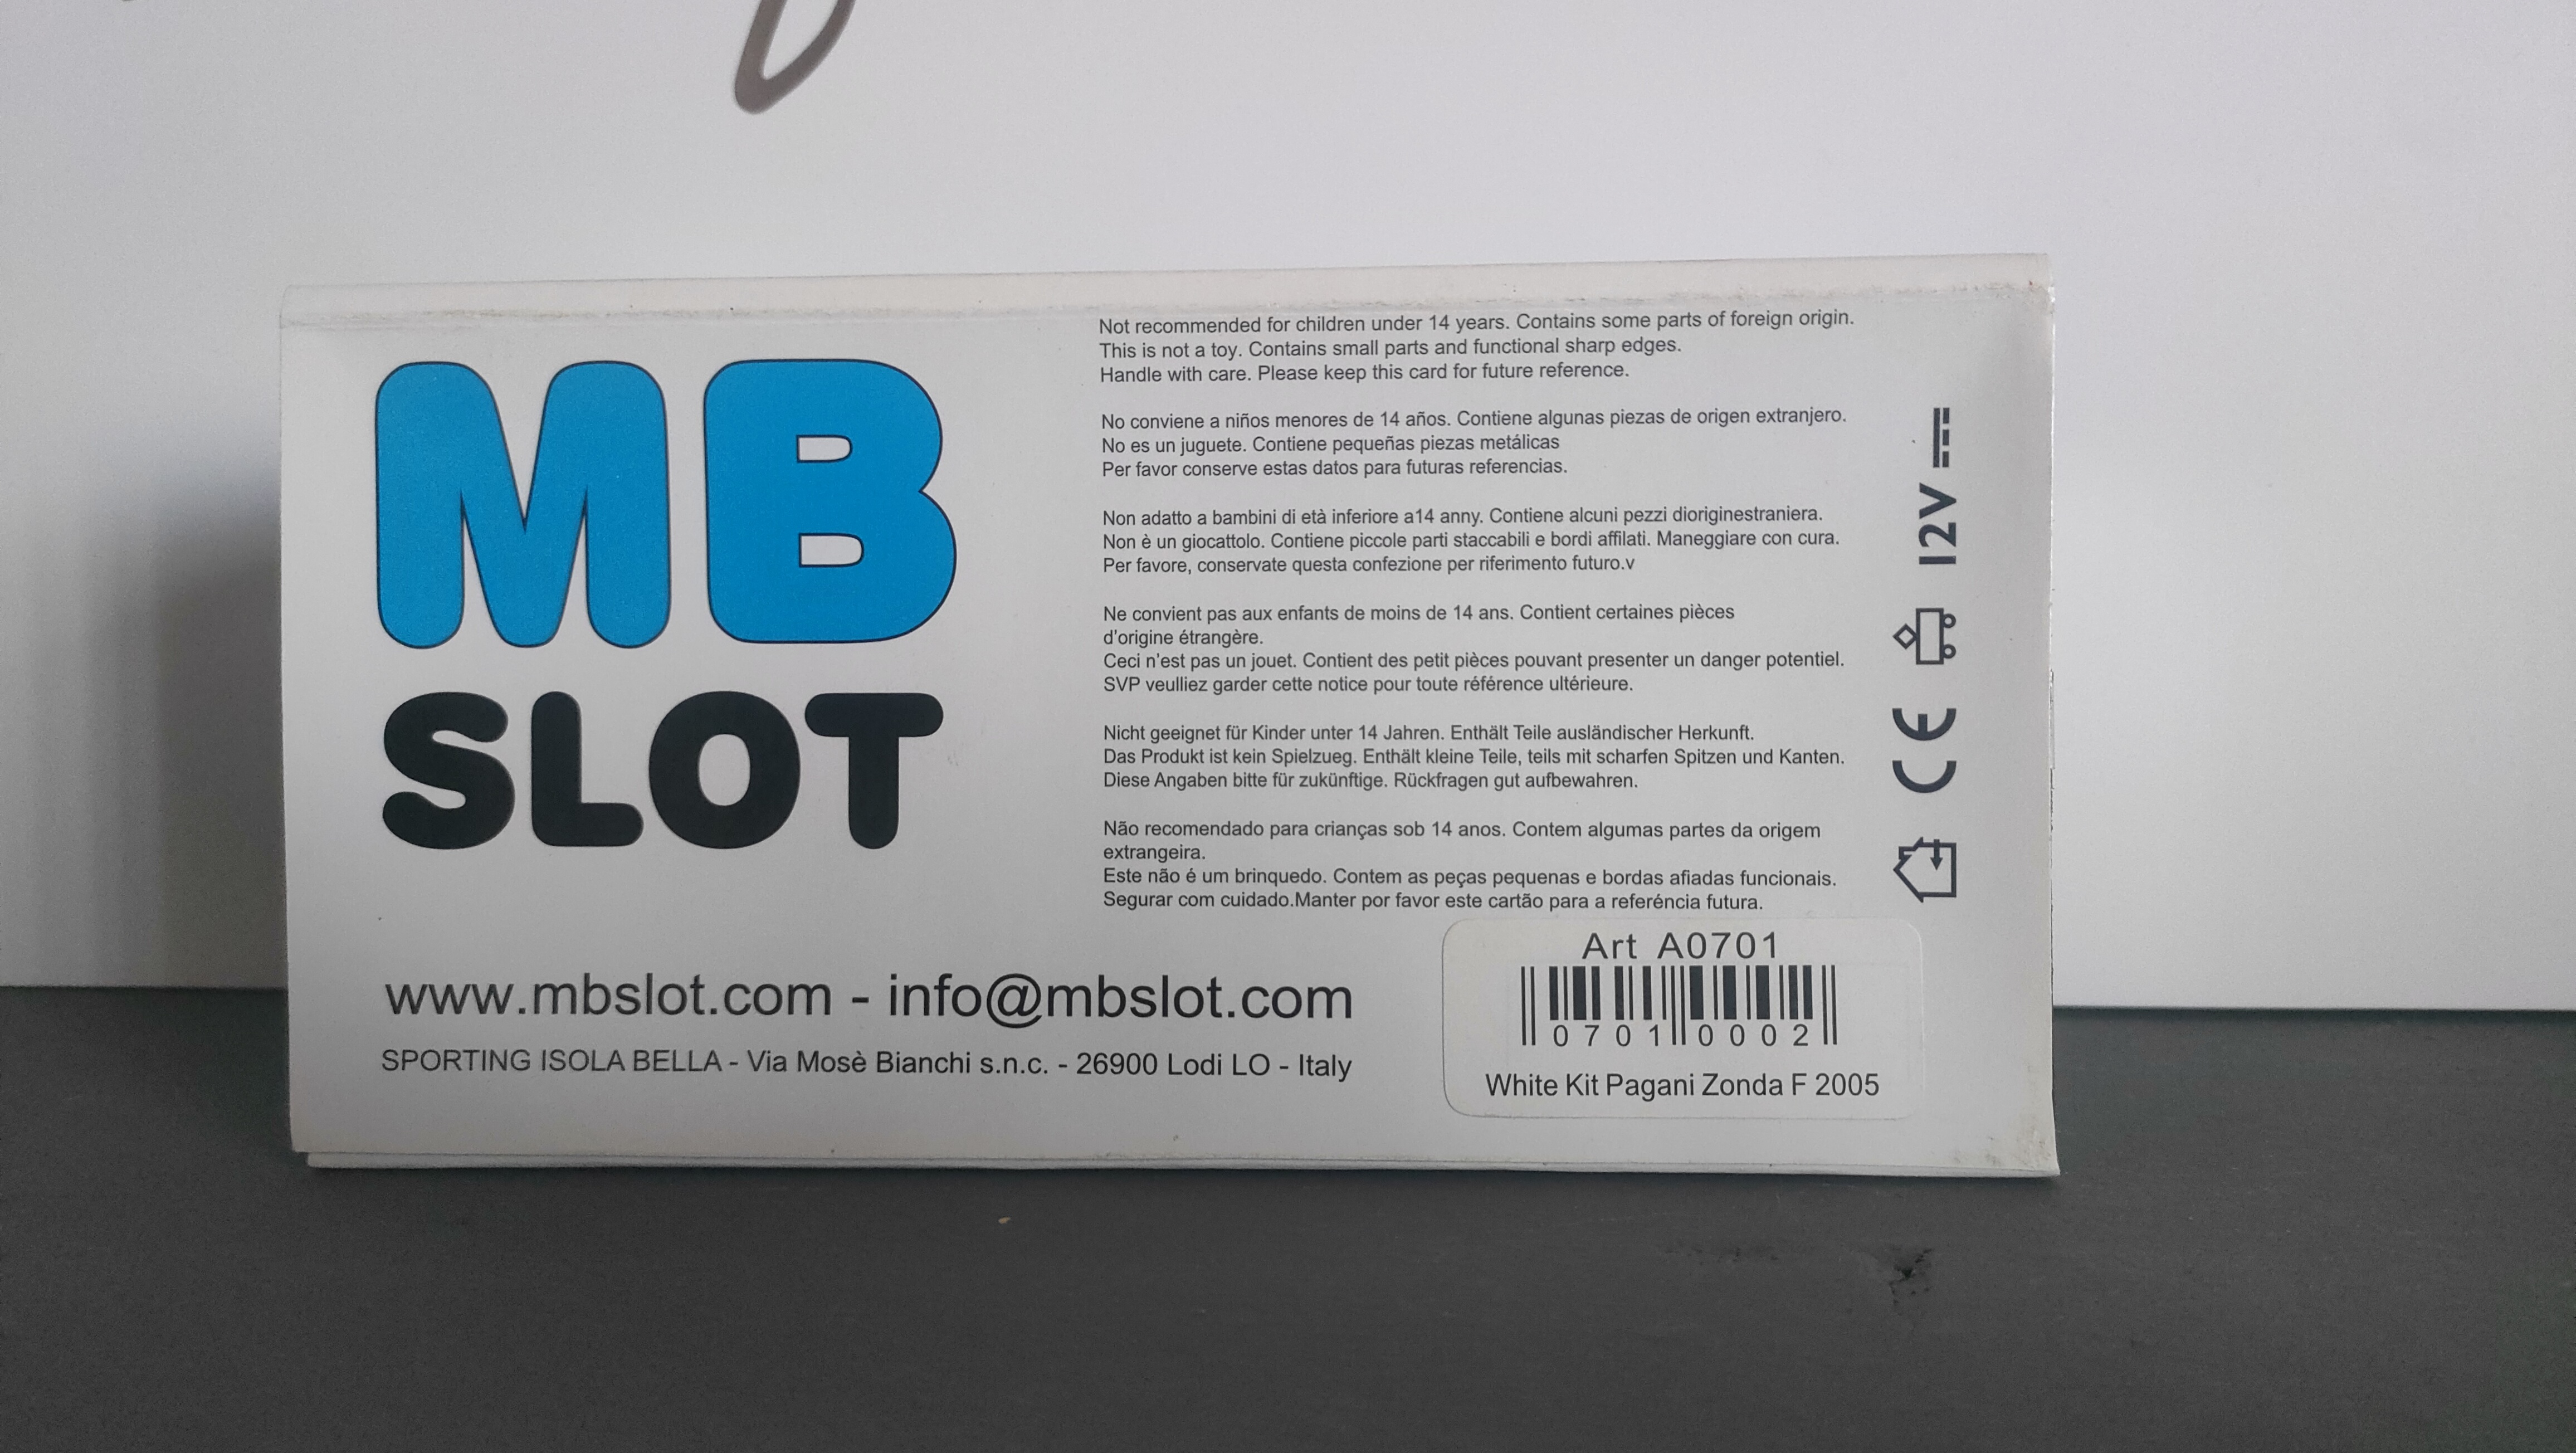 MB
SLOT
Not recommended for children under 14 years. Contains some parts of foreign origin.
This is not a toy. Contains small parts and functional sharp edges.
Handle with care. Please keep this card for future reference.
No conviene a niños menores de 14 años. Contiene algunas piezas de origen extranjero.
No es un juguete. Contiene pequeñas piezas metálicas
Per favor conserve estas datos para futuras referencias.
Non adatto a bambini di età inferiore a14 anny. Contiene alcuni pezzi dioriginestraniera.
Non è un giocattolo. Contiene piccole parti staccabili e bordi affilati. Maneggiare con cura.
Per favore, conservate questa confezione per riferimento futuro.v
Ne convient pas aux enfants de moins de 14 ans. Contient certaines pièces
d'origine étrangère.
Ceci n'est pas un jouet. Contient des petit pièces pouvant presenter un danger potentiel.
SVP veulliez garder cette notice pour toute référence ultérieure.
Nicht geeignet für Kinder unter 14 Jahren. Enthält Teile ausländischer Herkunft.
Das Produkt ist kein Spielzueg. Enthält kleine Teile, teils mit scharfen Spitzen und Kanten.
Diese Angaben bitte für zukünftige. Rückfragen gut aufbewahren.
Não recomendado para crianças sob 14 anos. Contem algumas partes da origem
extrangeira.
Este não é um brinquedo. Contem as peças pequenas e bordas afiadas funcionais.
Segurar com cuidado.Manter por favor este cartão para a referéncia futura.
12V
CE
www.mbslot.com - info@mbslot.com
SPORTING ISOLA BELLA - Via Mosè Bianchi s.n.c. - 26900 Lodi LO - Italy
Art A0701
0701 0002
White Kit Pagani Zonda F 2005